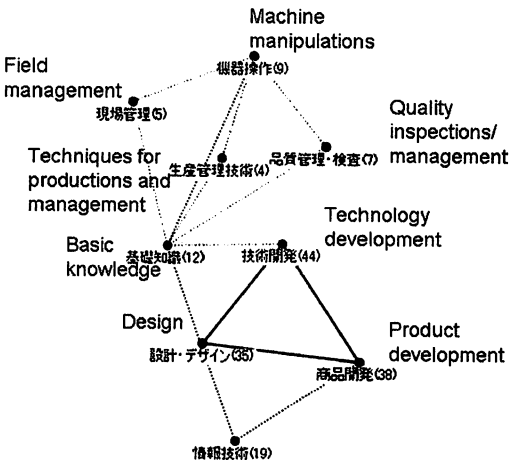 Machine
manipulations
機器操作(9)
Field
management
現場管理(5)
Quality
inspections/
management
品質管理・検査(7)
Techniques for
productions and
management
生産管理技術(4)
Technology
development
技術開発(44)
Basic
knowledge
基礎知識(12)
Design
設計・デザイン(35)
Product
development
商品開発(38)
情報技術(19)